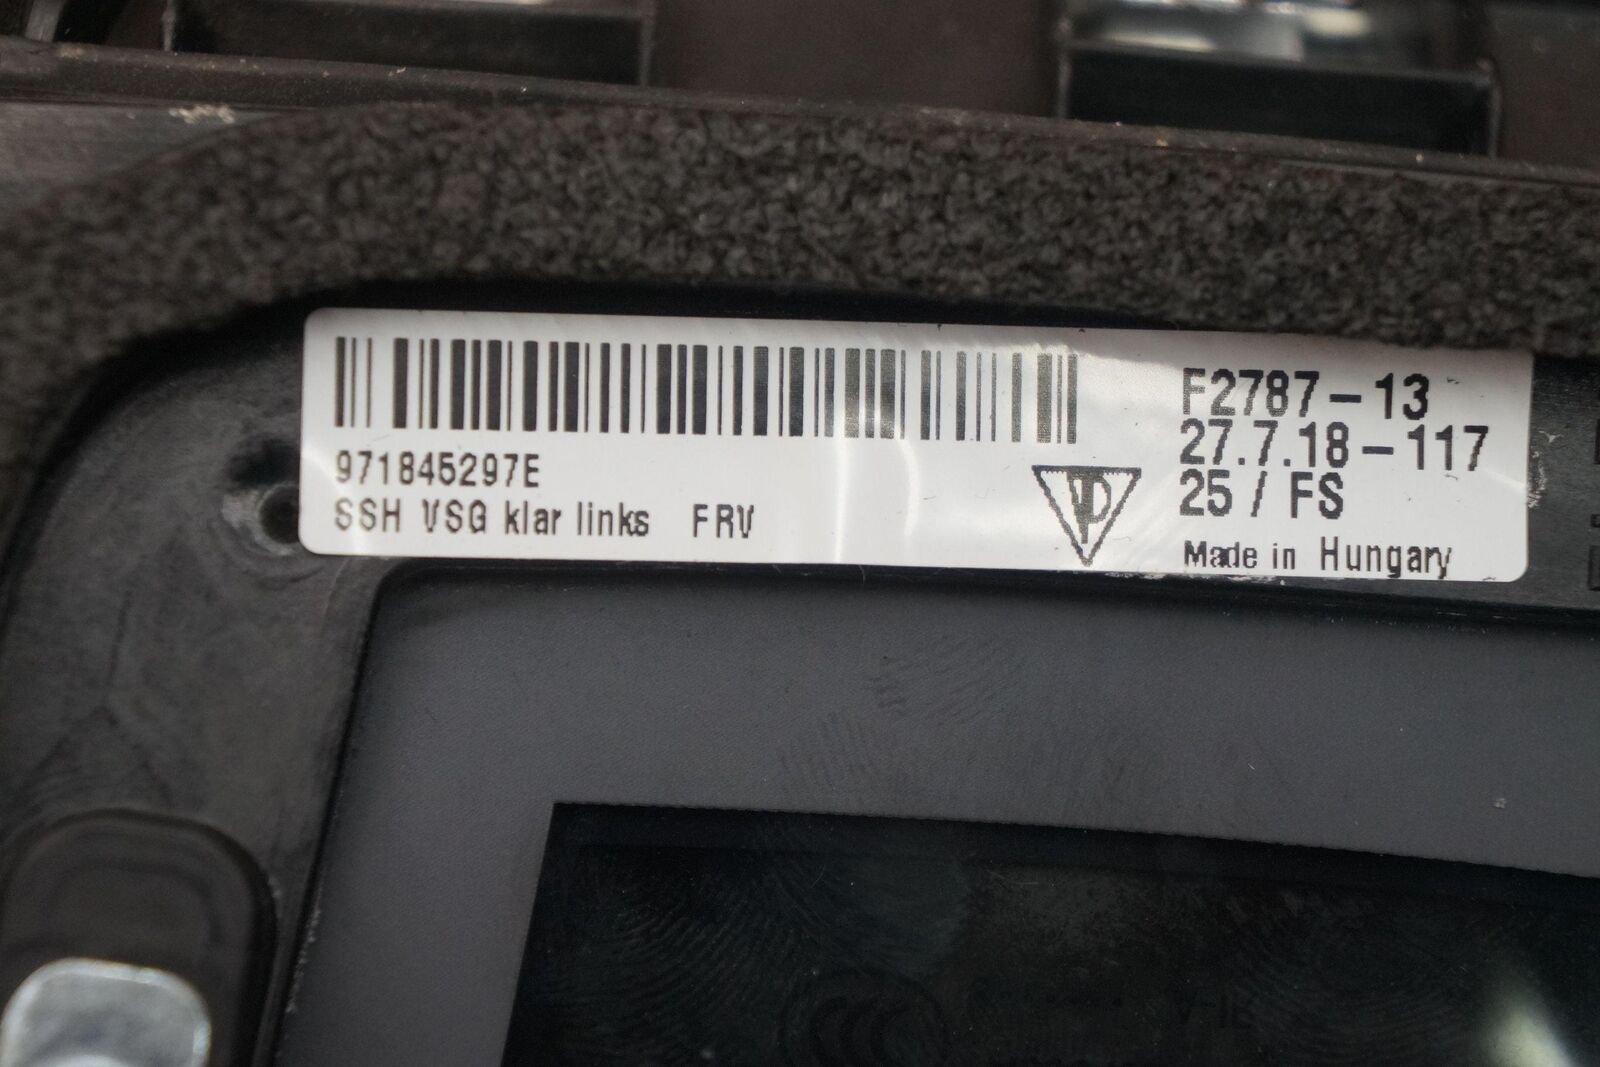 971845297E
SSH VSG klar links FRV
F2787-13
27.7.18-117
25 / FS
Made in Hungary